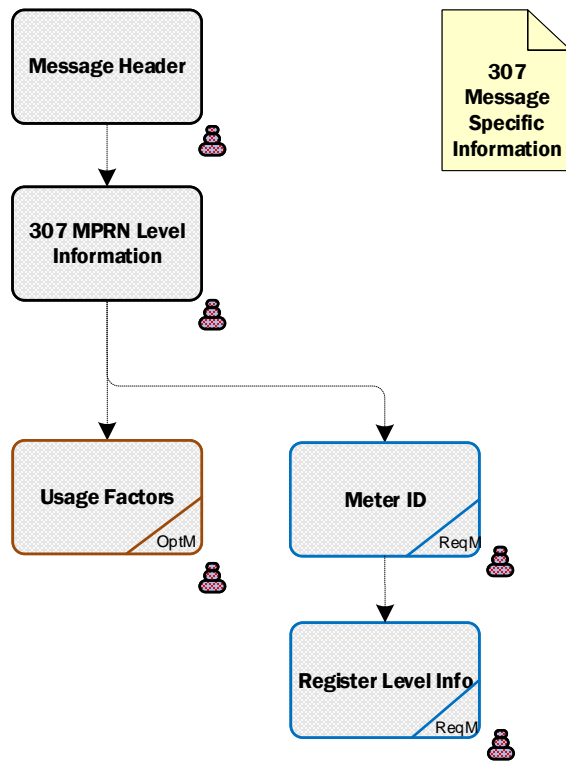 Message Header
307
Message
Specific
Information
307 MPRN Level
Information
Usage Factors
OptM
Meter ID
ReqM
Register Level Info
ReqM